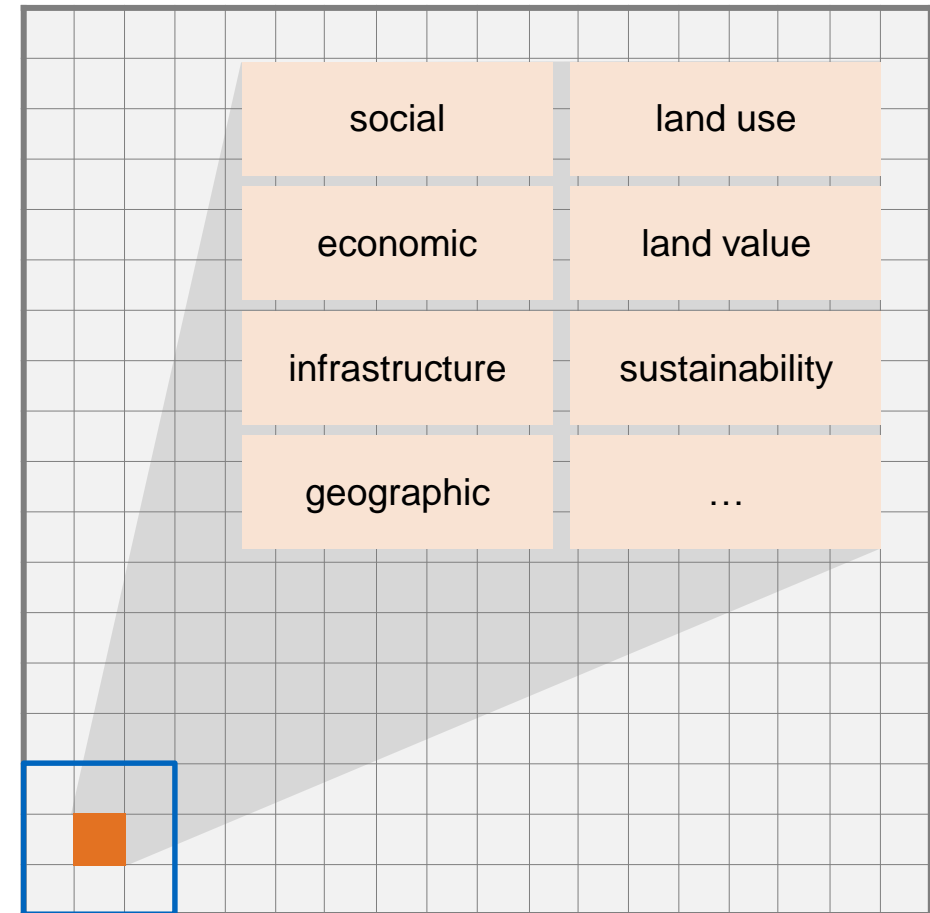 social
land use
economic
land value
infrastructure
sustainability
geographic
…